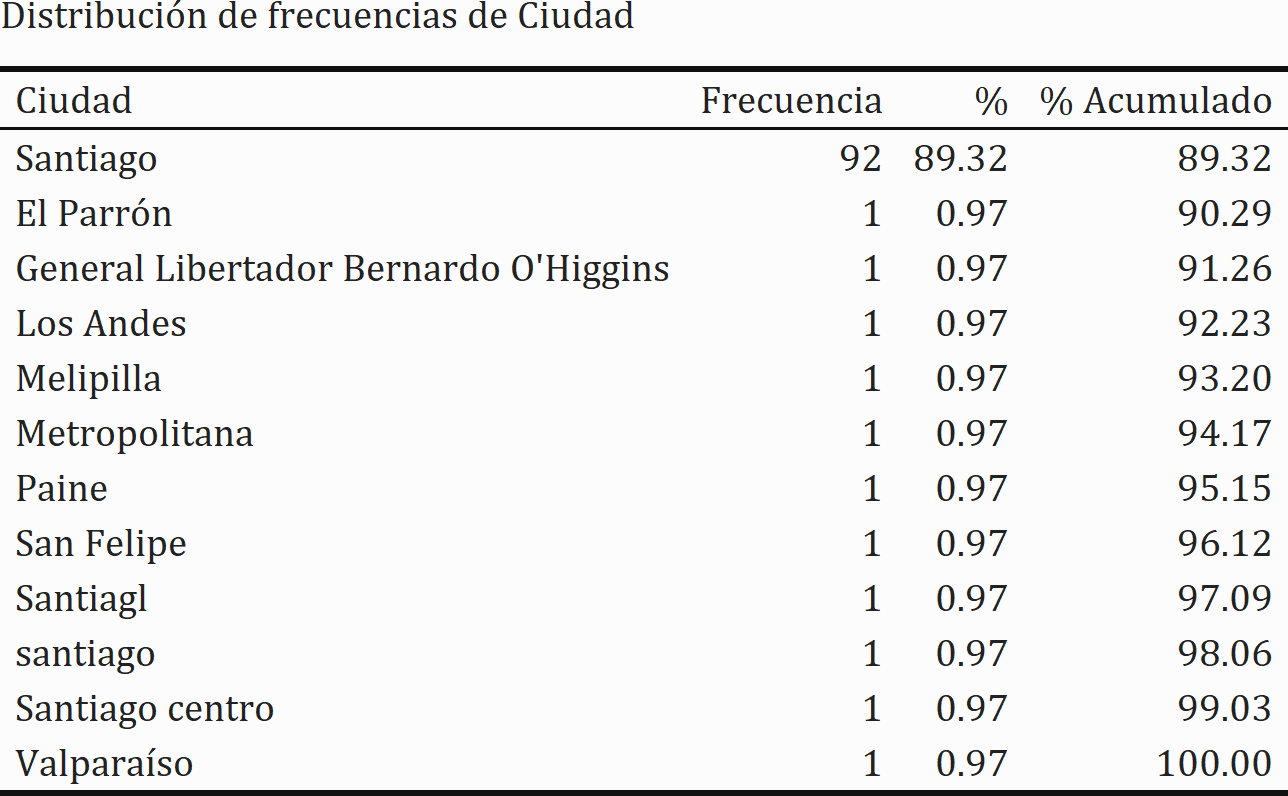 Distribución de frecuencias de Ciudad
Ciudad Frecuencia % % Acumulado
Santiago 92 89.32 89.32
El Parrón 1 0.97 90.29
General Libertador Bernardo O'Higgins 1 0.97 91.26
Los Andes 1 0.97 92.23
Melipilla 1 0.97 93.20
Metropolitana 1 0.97 94.17
Paine 1 0.97 95.15
San Felipe 1 0.97 96.12
Santiagl 1 0.97 97.09
santiago 1 0.97 98.06
Santiago centro 1 0.97 99.03
Valparaíso 1 0.97 100.00